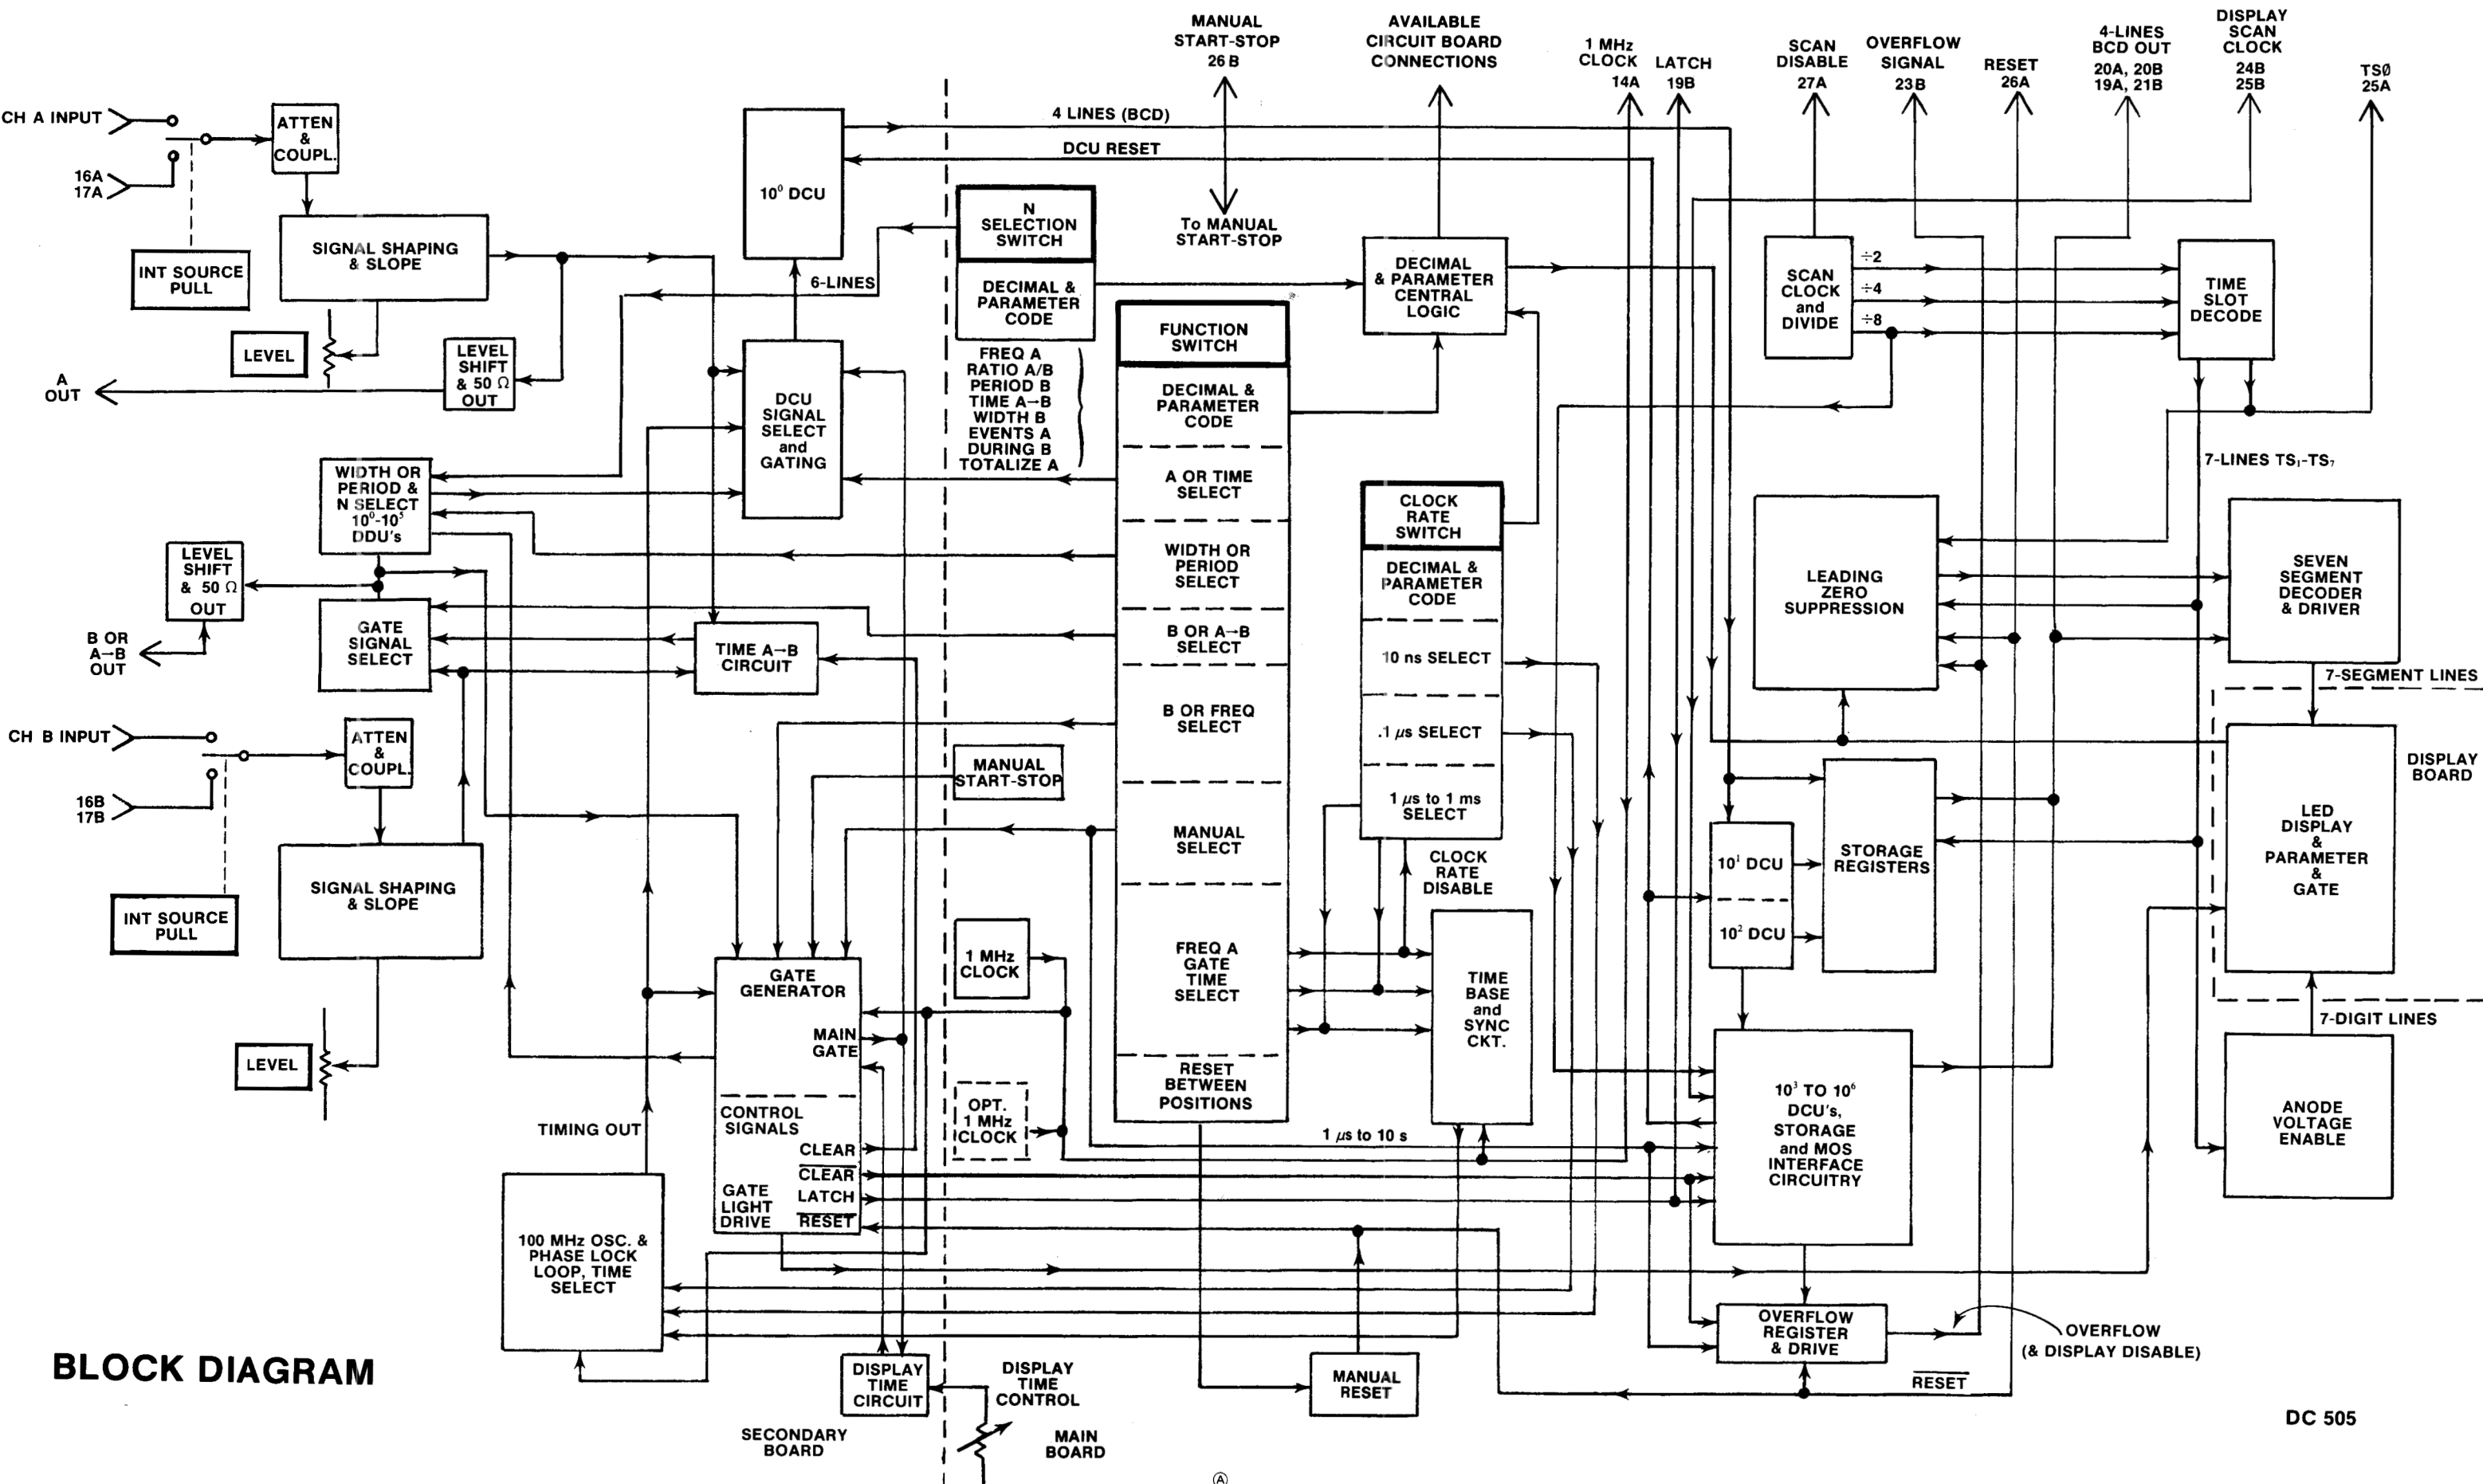 MANUAL
START-STOP
26 B
AVAILABLE
CIRCUIT BOARD
CONNECTIONS
1 MHz
CLOCK
14A
LATCH
19B
SCAN
DISABLE
27A
OVERFLOW
SIGNAL
23B
RESET
26A
4-LINES
BCD OUT
20A, 20B
19A, 21B
DISPLAY
SCAN
CLOCK
24B
25B
TSØ
25A
CH A INPUT
16A
17A
ATTEN
&
COUPL.
INT SOURCE
PULL
SIGNAL SHAPING
& SLOPE
LEVEL
LEVEL
SHIFT
& 50 Ω
OUT
A
OUT
10⁰ DCU
4 LINES (BCD)
DCU RESET
6-LINES
N
SELECTION
SWITCH
DECIMAL &
PARAMETER
CODE
To MANUAL
START-STOP
FREQ A
RATIO A/B
PERIOD B
TIME A→B
WIDTH B
EVENTS A
DURING B
TOTALIZE A
DCU
SIGNAL
SELECT
and
GATING
FUNCTION
SWITCH
DECIMAL &
PARAMETER
CODE
A OR TIME
SELECT
WIDTH OR
PERIOD
SELECT
B OR A→B
SELECT
B OR FREQ
SELECT
MANUAL
SELECT
FREQ A
GATE
TIME
SELECT
RESET
BETWEEN
POSITIONS
DECIMAL
& PARAMETER
CENTRAL
LOGIC
CLOCK
RATE
SWITCH
DECIMAL &
PARAMETER
CODE
10 ns SELECT
.1 µs SELECT
1 µs to 1 ms
SELECT
CLOCK
RATE
DISABLE
TIME
BASE
and
SYNC
CKT.
SCAN
CLOCK
and
DIVIDE
÷2
÷4
÷8
TIME
SLOT
DECODE
7-LINES TS₁-TS₇
LEADING
ZERO
SUPPRESSION
SEVEN
SEGMENT
DECODER
& DRIVER
7-SEGMENT LINES
DISPLAY
BOARD
LED
DISPLAY
&
PARAMETER
&
GATE
7-DIGIT LINES
ANODE
VOLTAGE
ENABLE
10¹ DCU
10² DCU
STORAGE
REGISTERS
10³ TO 10⁶
DCU's,
STORAGE
and MOS
INTERFACE
CIRCUITRY
OVERFLOW
REGISTER
& DRIVE
OVERFLOW
(& DISPLAY DISABLE)
RESET
WIDTH OR
PERIOD &
N SELECT
10⁰-10⁵
DDU's
LEVEL
SHIFT
& 50 Ω
OUT
B OR
A→B
OUT
GATE
SIGNAL
SELECT
TIME A→B
CIRCUIT
CH B INPUT
16B
17B
ATTEN
&
COUPL.
INT SOURCE
PULL
SIGNAL SHAPING
& SLOPE
LEVEL
MANUAL
START-STOP
1 MHz
CLOCK
OPT.
1 MHz
CLOCK
1 µs to 10 s
GATE
GENERATOR
MAIN
GATE
CONTROL
SIGNALS
CLEAR
CLEAR
LATCH
RESET
GATE
LIGHT
DRIVE
TIMING OUT
100 MHz OSC. &
PHASE LOCK
LOOP, TIME
SELECT
DISPLAY
TIME
CIRCUIT
DISPLAY
TIME
CONTROL
MANUAL
RESET
SECONDARY
BOARD
MAIN
BOARD
BLOCK DIAGRAM
DC 505
Ⓐ